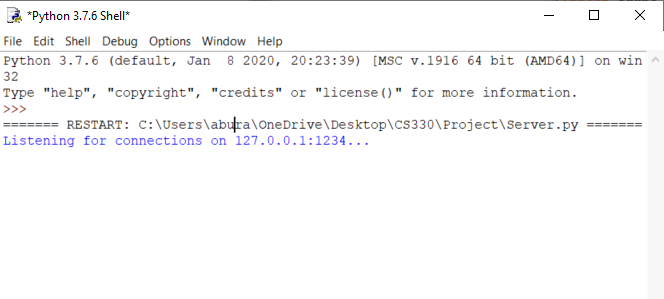 *Python 3.7.6 Shell*
File Edit Shell Debug Options Window Help
Python 3.7.6 (default, Jan  8 2020, 20:23:39) [MSC v.1916 64 bit (AMD64)] on win
32
Type "help", "copyright", "credits" or "license()" for more information.
>>>
======= RESTART: C:\Users\abura\OneDrive\Desktop\CS330\Project\Server.py =======
Listening for connections on 127.0.0.1:1234...